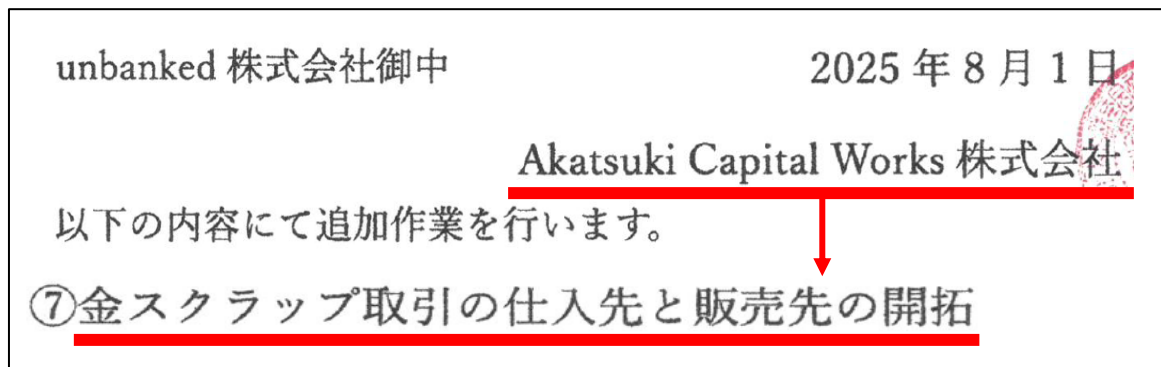 unbanked 株式会社御中 2025 年 8 月 1 日
Akatsuki Capital Works 株式会社
以下の内容にて追加作業を行います。
⑦金スクラップ取引の仕入先と販売先の開拓